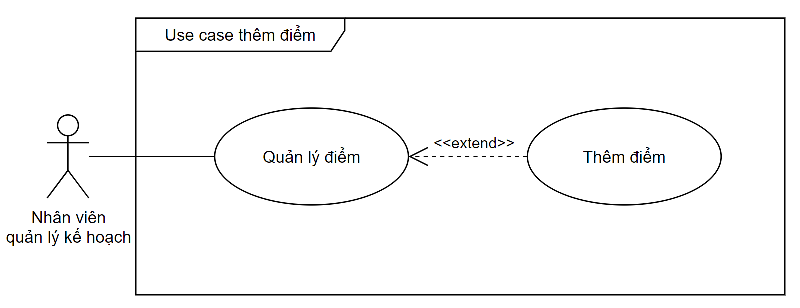 Use case thêm điểm
Quản lý điểm
<<extend>>
Thêm điểm
Nhân viên
quản lý kế hoạch